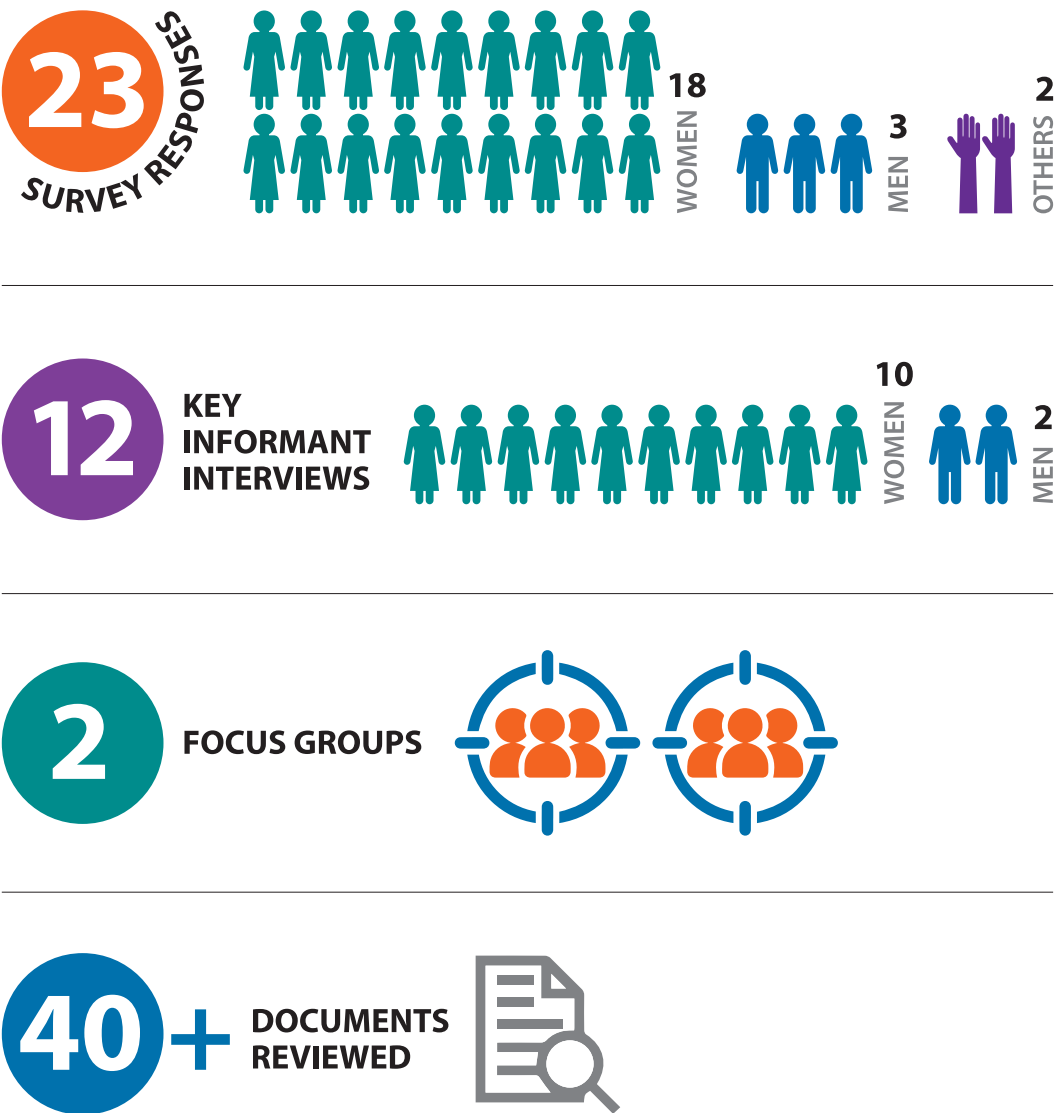 23
SURVEY RESPONSES
18
WOMEN
3
MEN
2
OTHERS
12
KEY
INFORMANT
INTERVIEWS
10
WOMEN
2
MEN
2
FOCUS GROUPS
40+
DOCUMENTS
REVIEWED